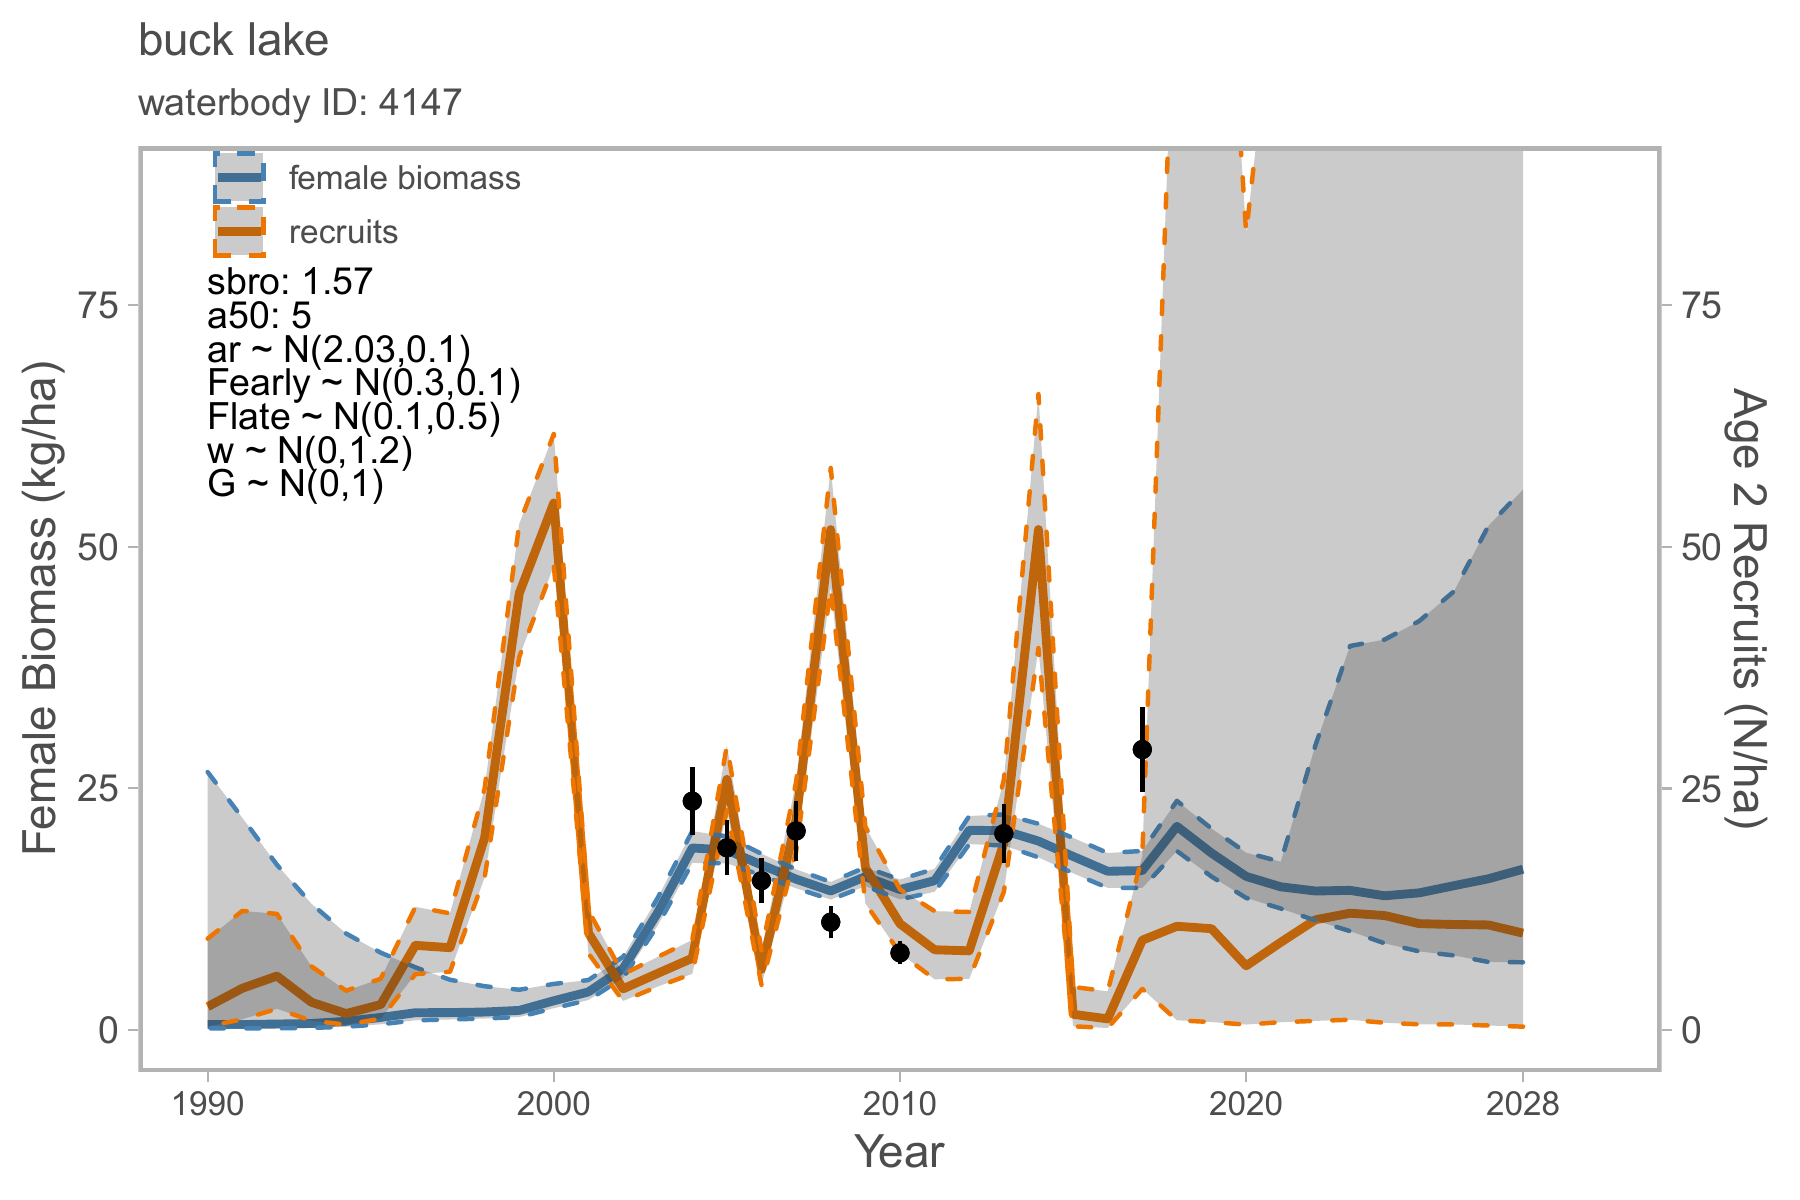 buck lake
waterbody ID: 4147
female biomass
recruits
sbro: 1.57
a50: 5
ar ~ N(2.03,0.1)
Fearly ~ N(0.3,0.1)
Flate ~ N(0.1,0.5)
w ~ N(0,1.2)
G ~ N(0,1)
Female Biomass (kg/ha)
75
50
25
0
75
50
25
0
Age 2 Recruits (N/ha)
1990
2000
2010
2020
2028
Year